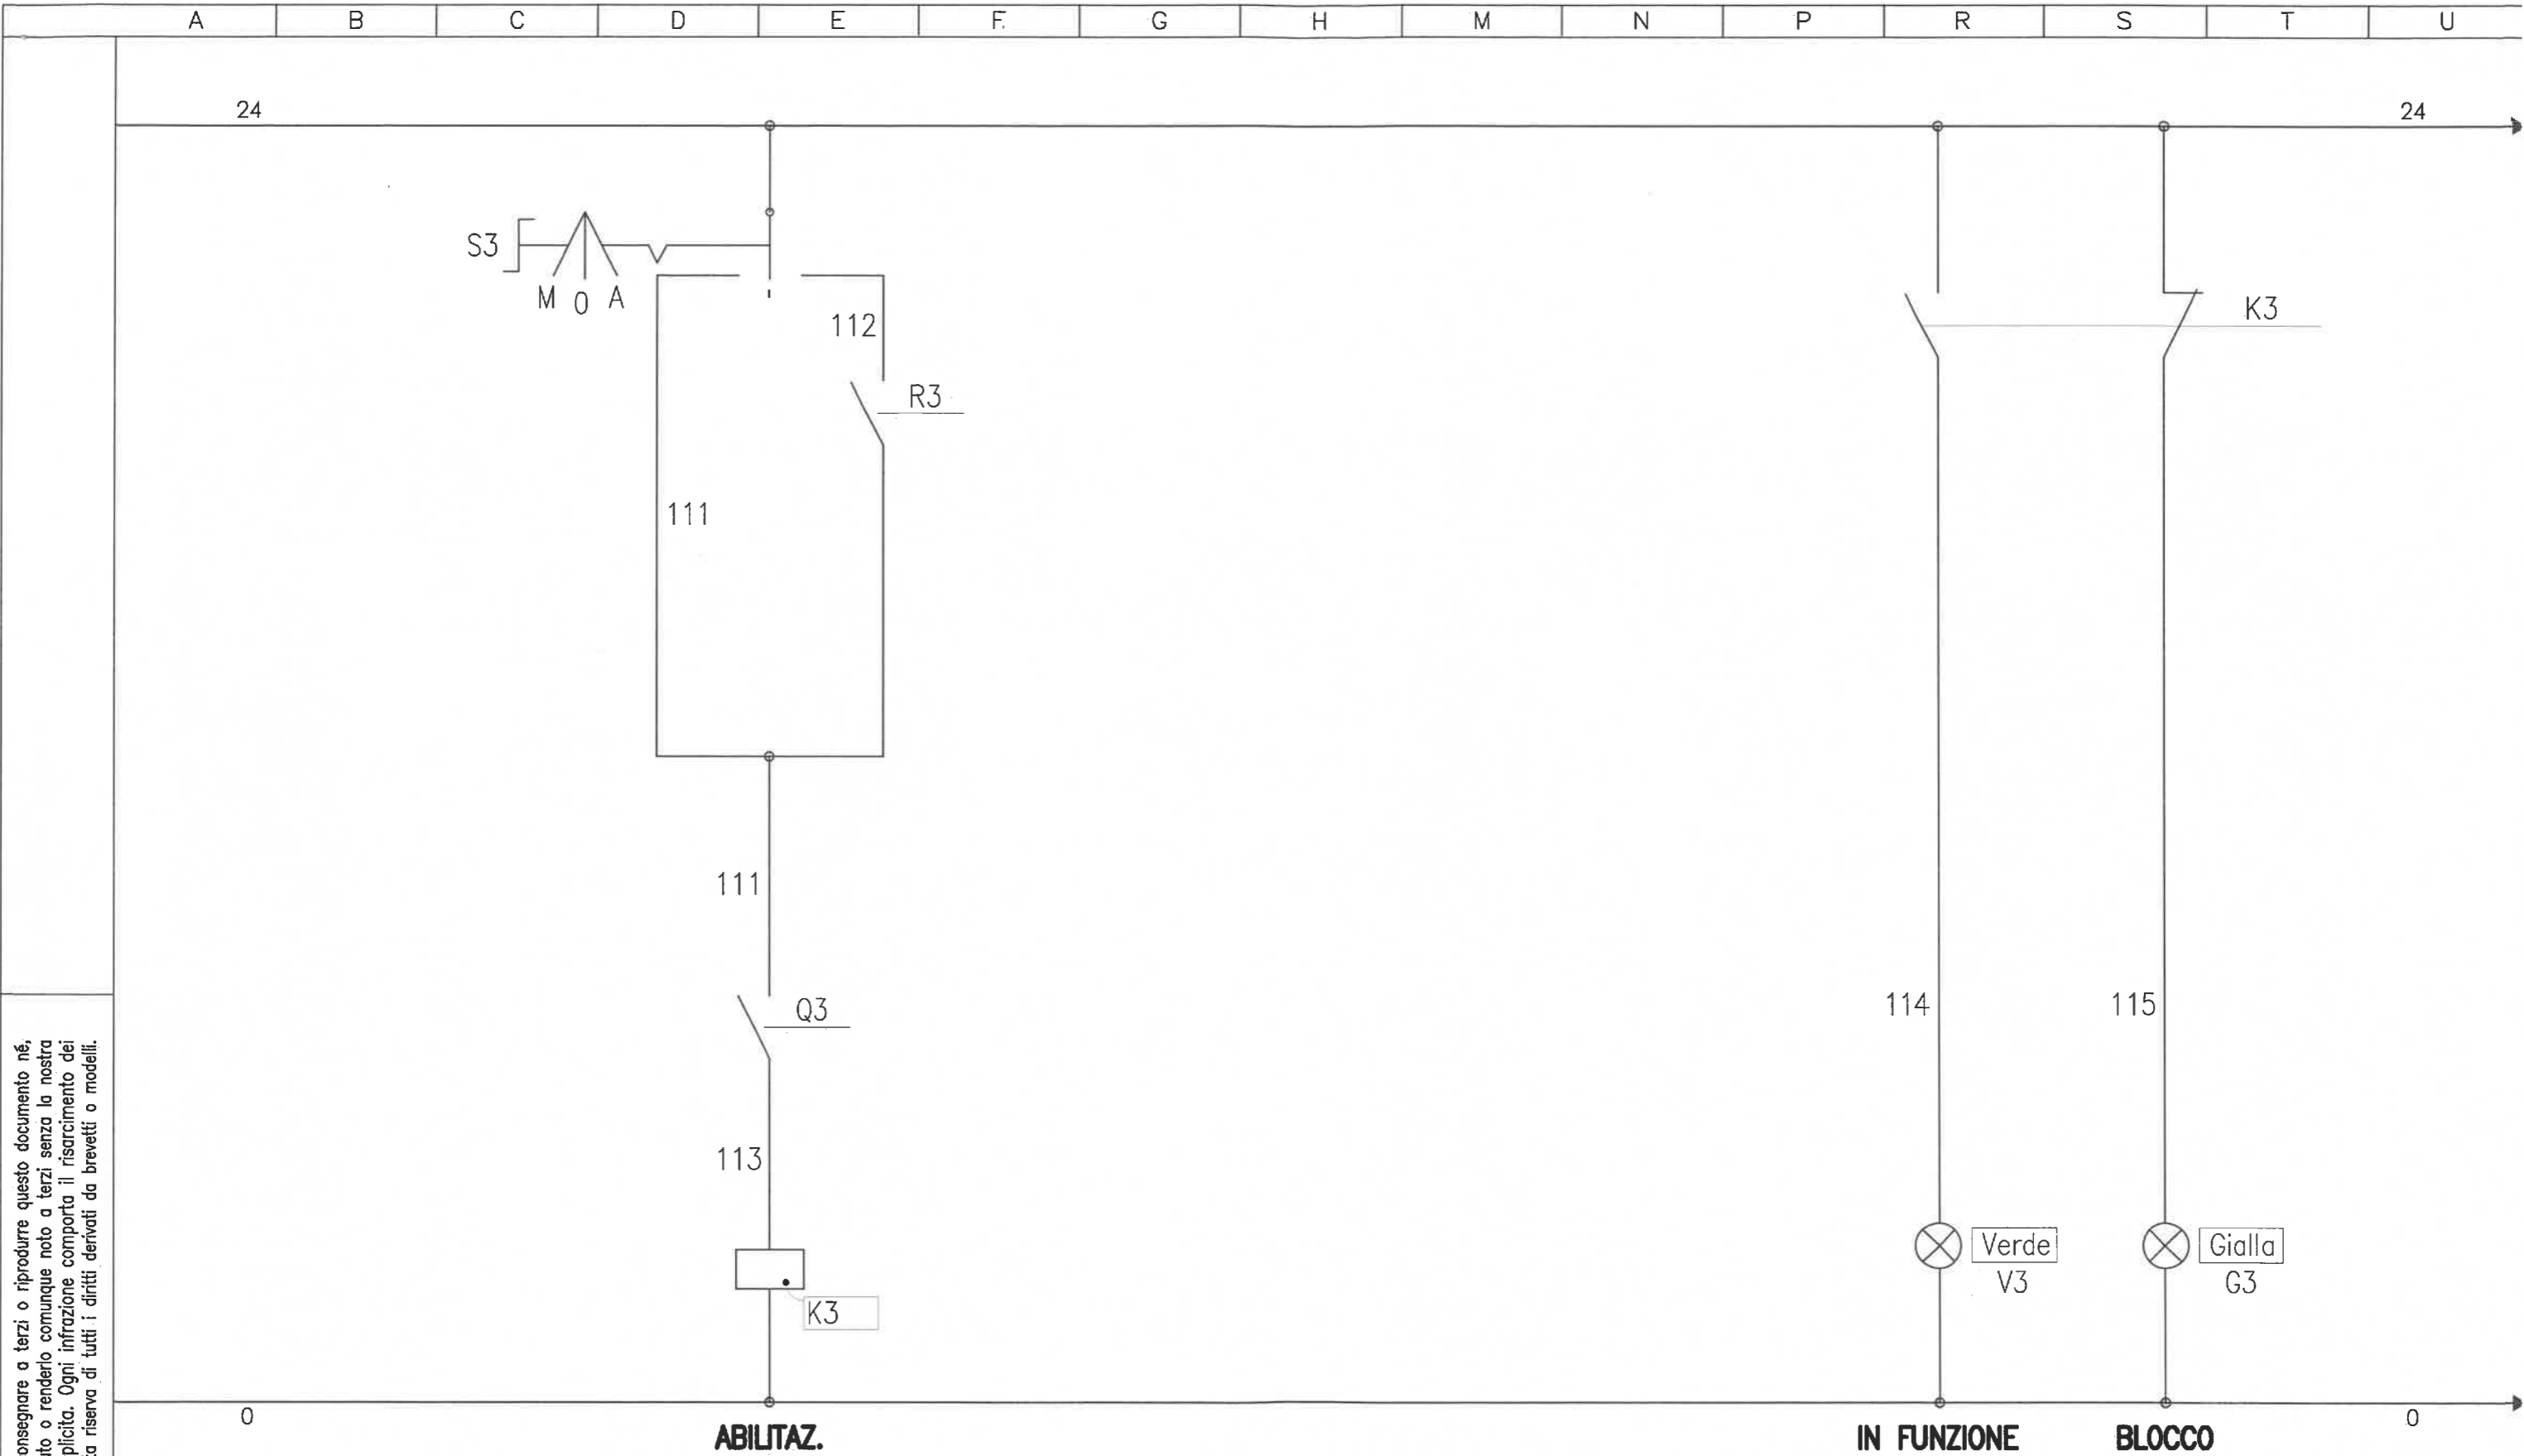 A B C D E F. G H M N P R S T U
24 24
S3
M 0 A
K3
112
R3
111
111
Q3
114 115
113
Verde Gialla
V3 G3
K3
0 0
ABILITAZ. IN FUNZIONE BLOCCO
onsegnare a terzi o riprodurre questo documento né,
to o renderlo comunque noto a terzi senza la nostra
plicita. Ogni infrazione comporta il risarcimento dei
a riserva di tutti i diritti derivati da brevetti o modelli.